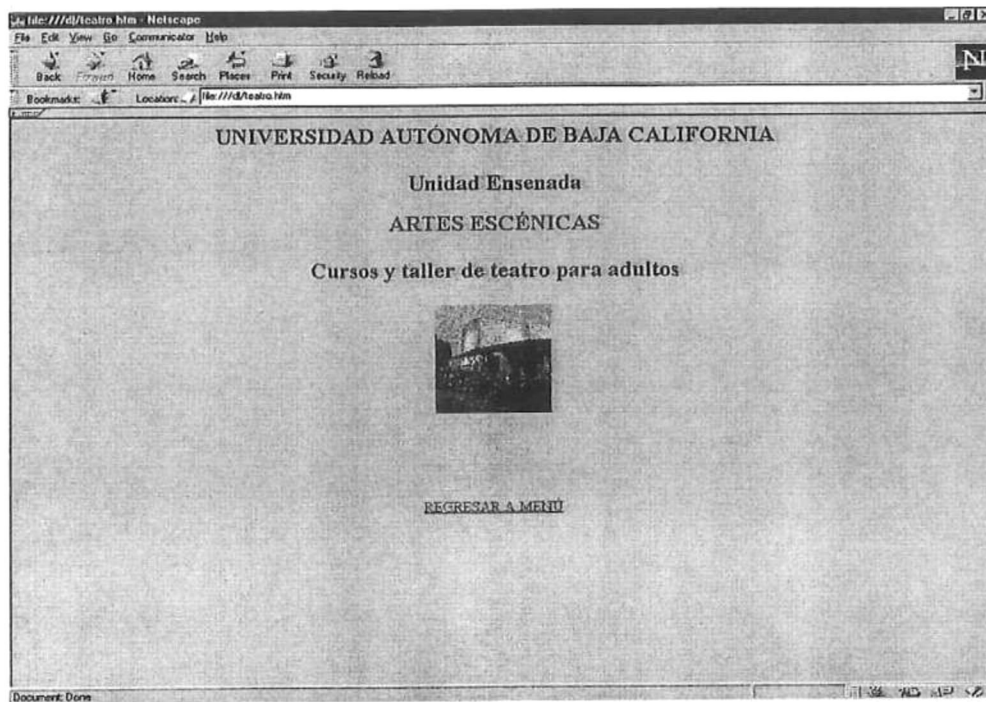 file:///d|/teatro.htm - Netscape
File Edit View Go Communicator Help
Back Forward Home Search Places Print Security Reload
Bookmarks: Location: file:///d|/teatro.htm
UNIVERSIDAD AUTÓNOMA DE BAJA CALIFORNIA
Unidad Ensenada
ARTES ESCÉNICAS
Cursos y taller de teatro para adultos
REGRESAR A MENÚ
Document: Done